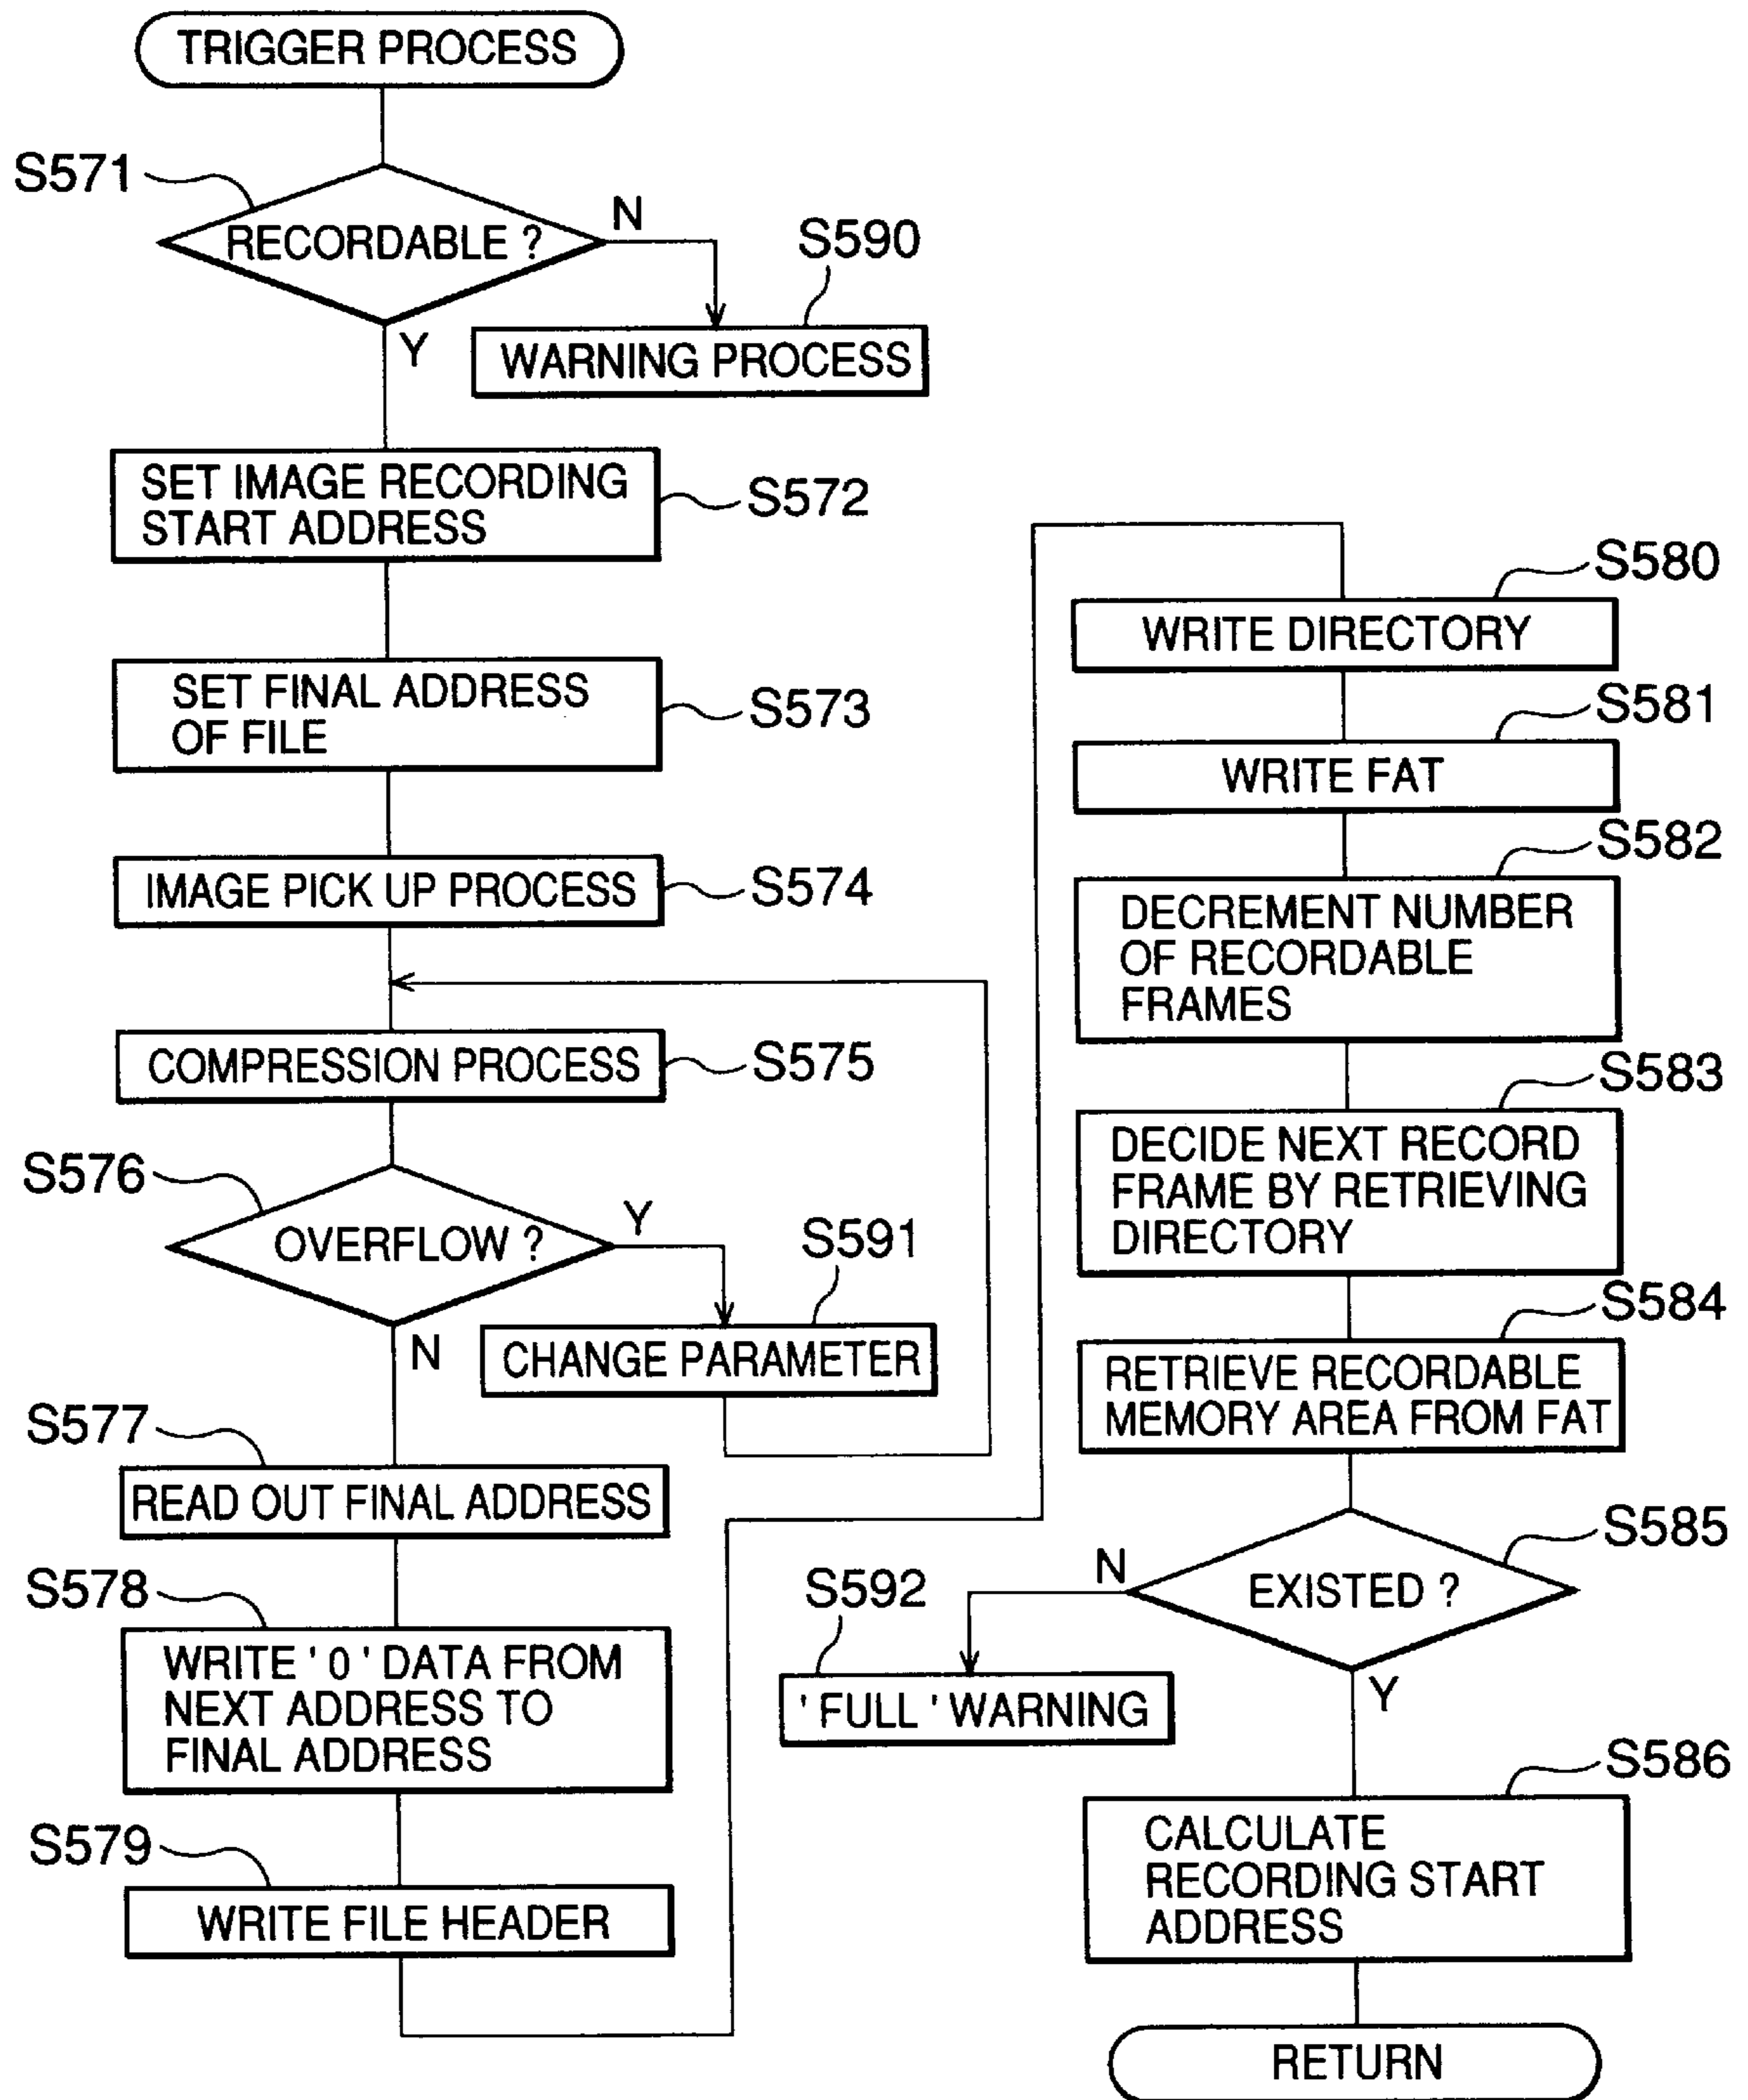 TRIGGER PROCESS
S571
RECORDABLE ?
N
S590
Y
WARNING PROCESS
SET IMAGE RECORDING
START ADDRESS
S572
SET FINAL ADDRESS
OF FILE
S573
IMAGE PICK UP PROCESS
S574
COMPRESSION PROCESS
S575
S576
OVERFLOW ?
Y
S591
N
CHANGE PARAMETER
S577
READ OUT FINAL ADDRESS
S578
WRITE ' 0 ' DATA FROM
NEXT ADDRESS TO
FINAL ADDRESS
S579
WRITE FILE HEADER
S580
WRITE DIRECTORY
S581
WRITE FAT
S582
DECREMENT NUMBER
OF RECORDABLE
FRAMES
S583
DECIDE NEXT RECORD
FRAME BY RETRIEVING
DIRECTORY
S584
RETRIEVE RECORDABLE
MEMORY AREA FROM FAT
S585
EXISTED ?
N
S592
' FULL ' WARNING
Y
S586
CALCULATE
RECORDING START
ADDRESS
RETURN